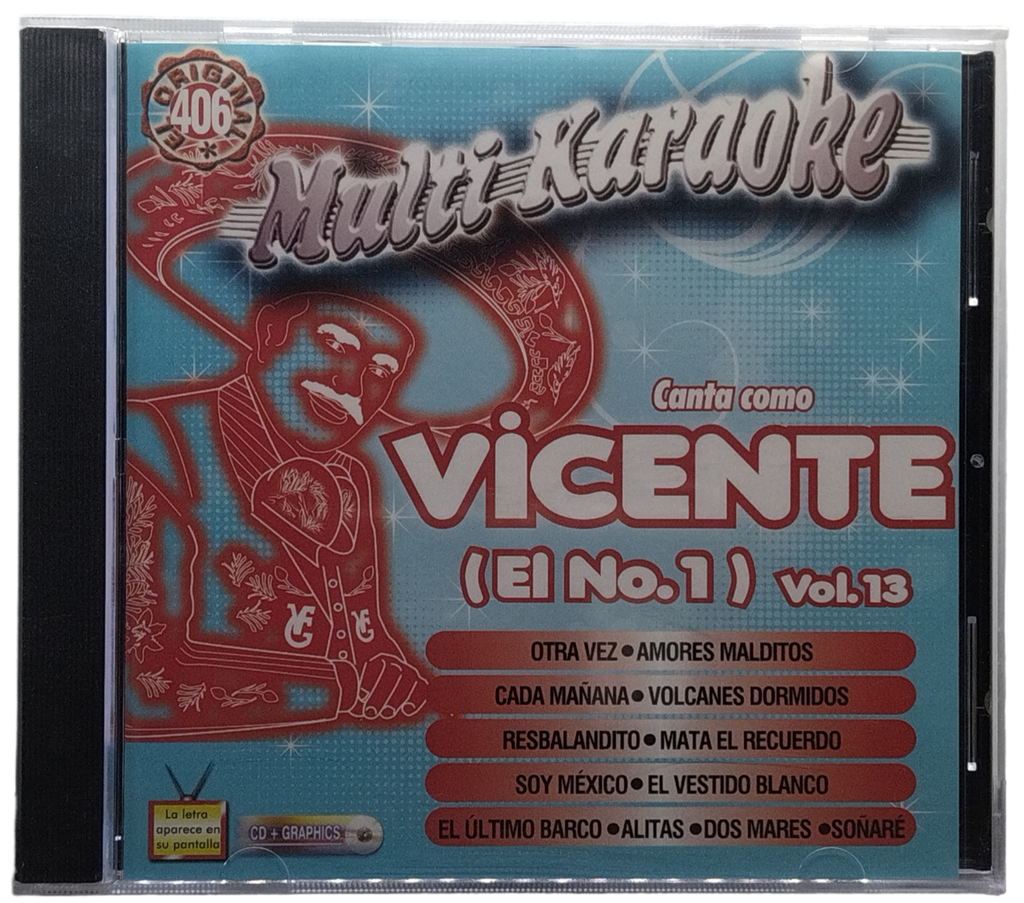 EL ORIGINAL
406
*
Multi Karaoke
Canta como
VICENTE
(El No.1) Vol.13
VFG
VFG
OTRA VEZ • AMORES MALDITOS
CADA MAÑANA • VOLCANES DORMIDOS
RESBALANDITO • MATA EL RECUERDO
SOY MÉXICO • EL VESTIDO BLANCO
EL ÚLTIMO BARCO • ALITAS • DOS MARES • SOÑARÉ
La letra
aparece en
su pantalla
CD + GRAPHICS